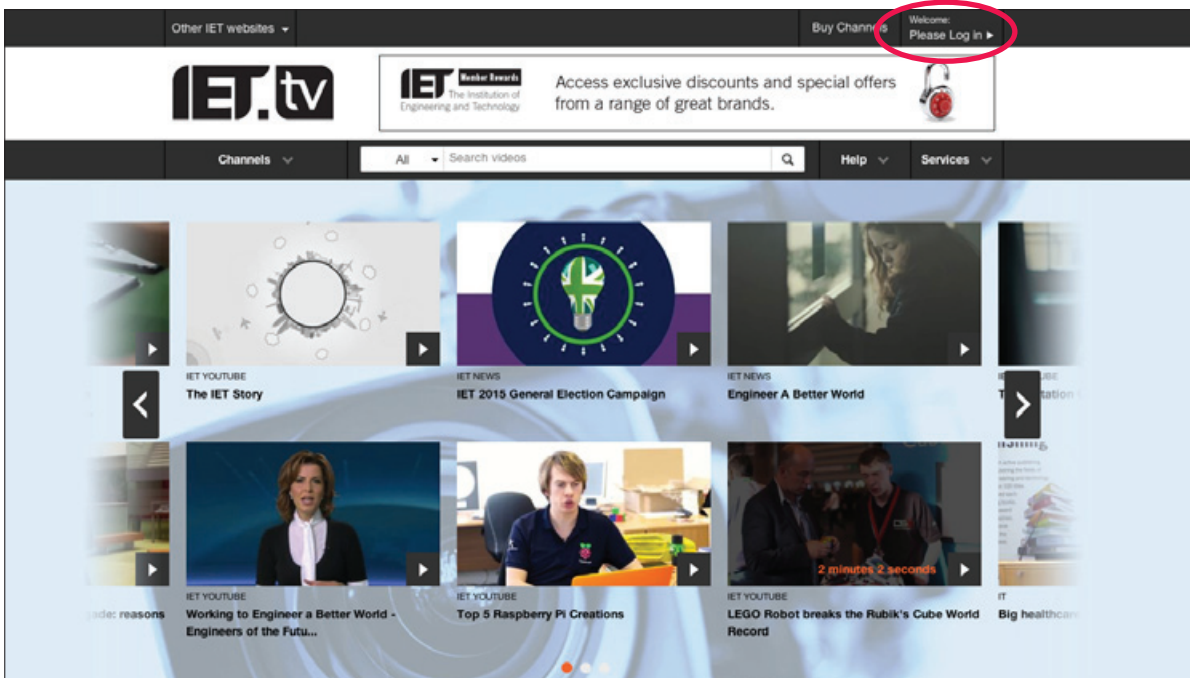 Other IET websites
Buy Channels
Welcome:
Please Log in
IET.tv
IET
Member Rewards
The Institution of
Engineering and Technology
Access exclusive discounts and special offers
from a range of great brands.
Channels
All
Search videos
Help
Services
IET YOUTUBE
The IET Story
IET NEWS
IET 2015 General Election Campaign
IET NEWS
Engineer A Better World
2 minutes 2 seconds
ade: reasons
IET YOUTUBE
Working to Engineer a Better World -
Engineers of the Futu...
IET YOUTUBE
Top 5 Raspberry Pi Creations
IET YOUTUBE
LEGO Robot breaks the Rubik's Cube World
Record
IT
Big healthcar